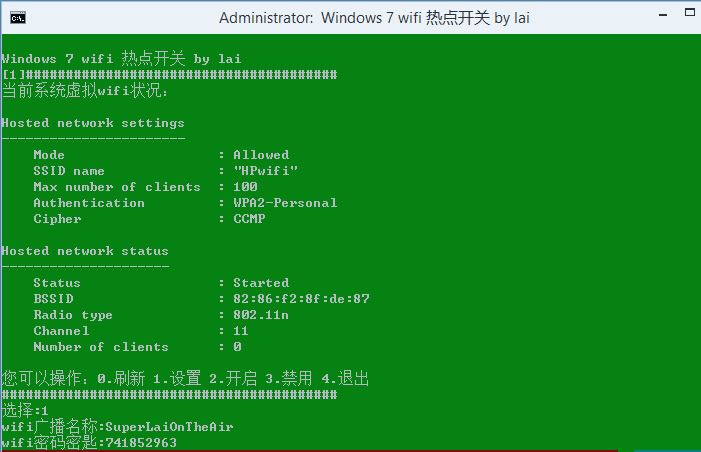 Administrator: Windows 7 wifi 热点开关 by lai
Windows 7 wifi 热点开关 by lai
[1]#######################################
当前系统虚拟wifi状况:
Hosted network settings
-----------------------
Mode : Allowed
SSID name : "HPwifi"
Max number of clients : 100
Authentication : WPA2-Personal
Cipher : CCMP
Hosted network status
---------------------
Status : Started
BSSID : 82:86:f2:8f:de:87
Radio type : 802.11n
Channel : 11
Number of clients : 0
您可以操作: 0.刷新 1.设置 2.开启 3.禁用 4.退出
##########################################
选择:1
wifi广播名称:SuperLaiOnTheAir
wifi密码密匙:741852963